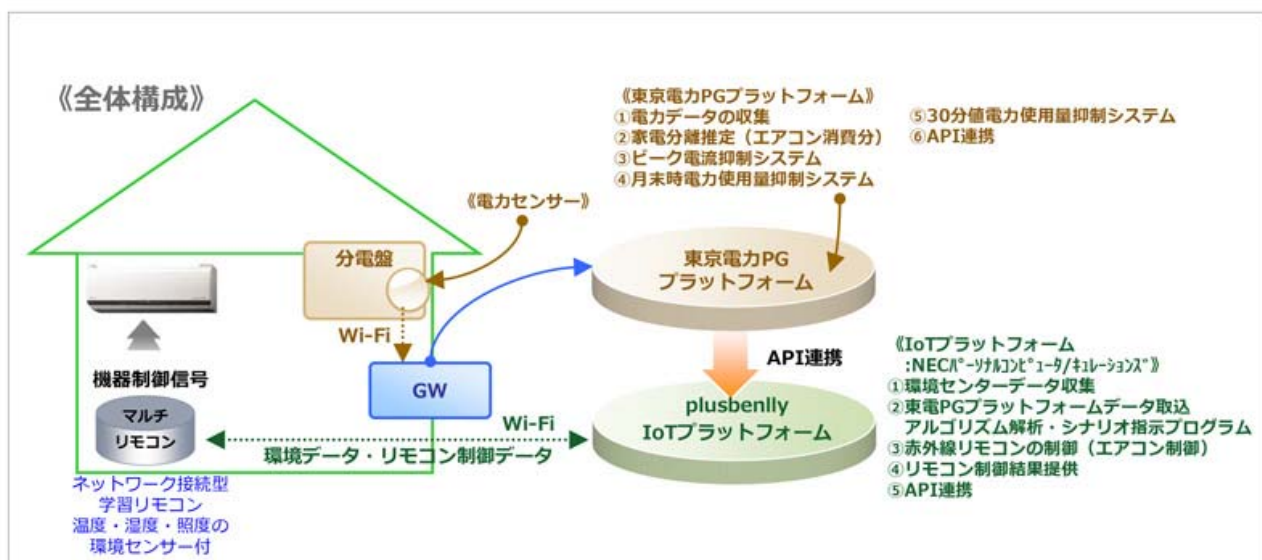 《全体構成》
《東京電力PGプラットフォーム》
①電力データの収集
②家電分離推定（エアコン消費分）
③ピーク電流抑制システム
④月末時電力使用量抑制システム
⑤30分値電力使用量抑制システム
⑥API連携
《電力センサー》
分電盤
東京電力PG
プラットフォーム
Wi-Fi
機器制御信号
GW
API連携
マルチ
リモコン
Wi-Fi
環境データ・リモコン制御データ
plusbenlly
IoTプラットフォーム
《IoTプラットフォーム
:NECﾊﾟｰｿﾅﾙｺﾝﾋﾟｭｰﾀ/ｷｭﾚｰｼｮﾝｽﾞ》
①環境センターデータ収集
②東電PGプラットフォームデータ取込
アルゴリズム解析・シナリオ指示プログラム
③赤外線リモコンの制御（エアコン制御）
④リモコン制御結果提供
⑤API連携
ネットワーク接続型
学習リモコン
温度・湿度・照度の
環境センサー付